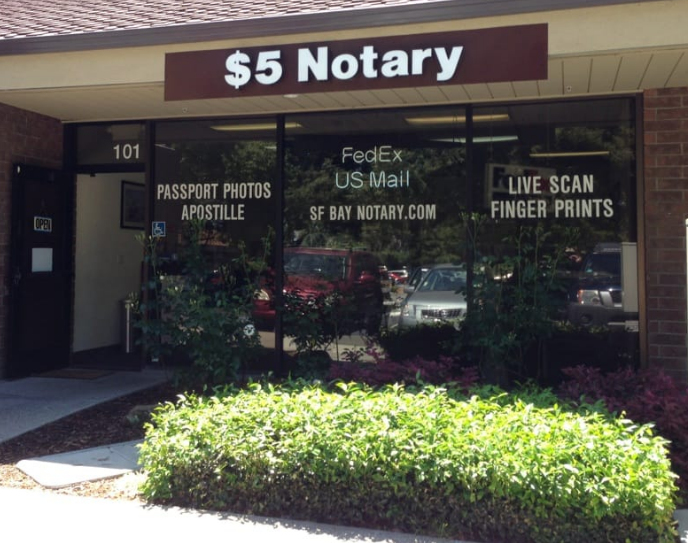 $5 Notary
101
OPEN
PASSPORT PHOTOS
APOSTILLE
FedEx
US Mail
SF BAY NOTARY.COM
LIVE SCAN
FINGER PRINTS